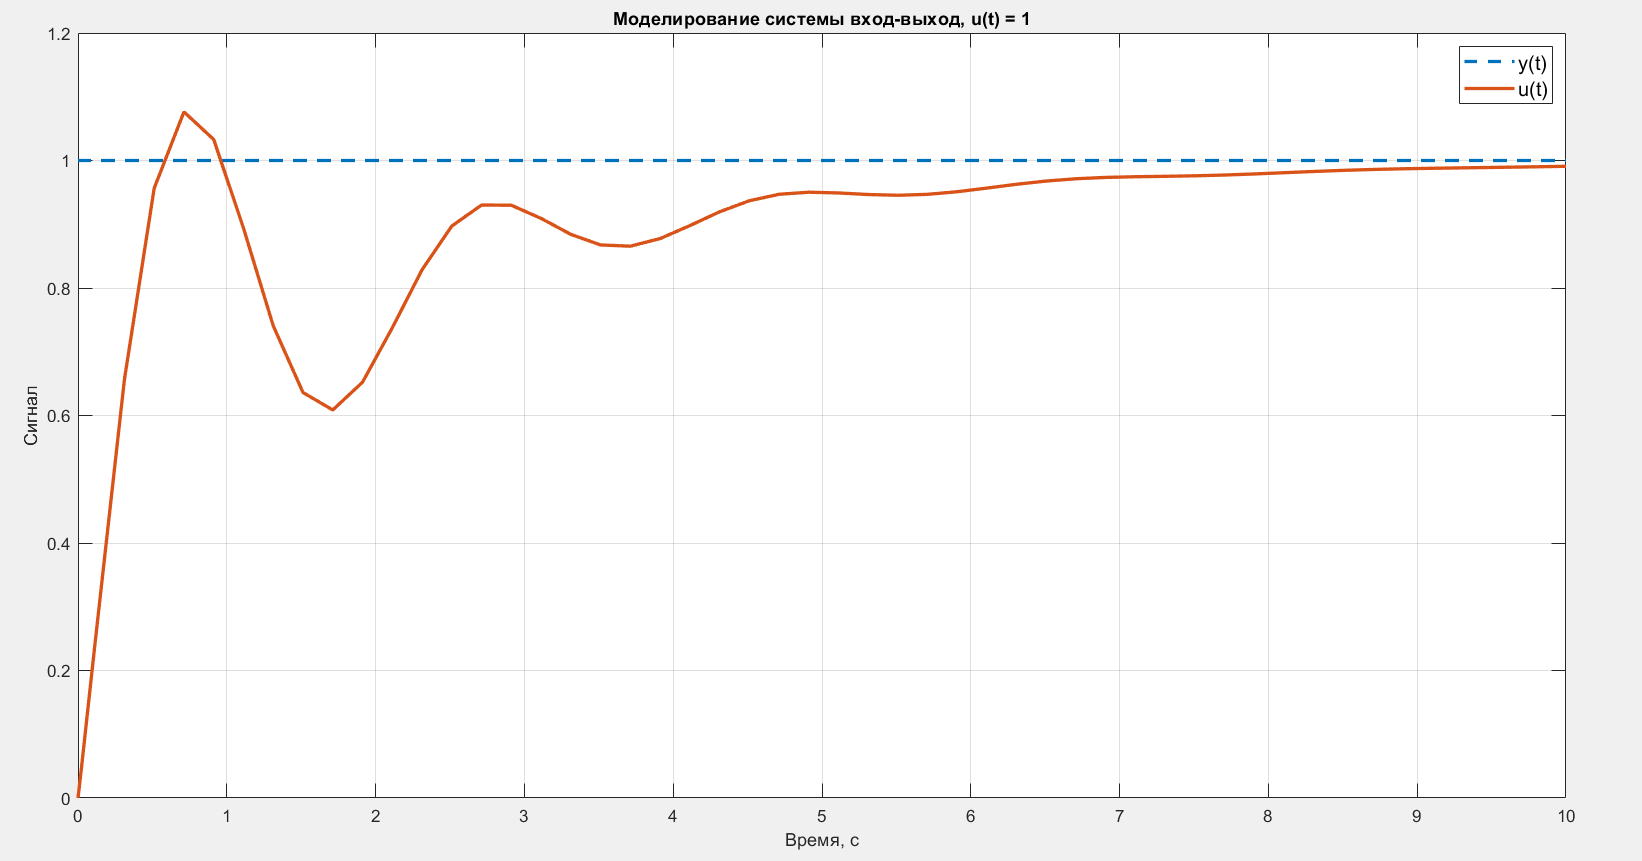 Моделирование системы вход-выход, u(t) = 1
y(t)
u(t)
1.2
1
0.8
0.6
0.4
0.2
0
Сигнал
0 1 2 3 4 5 6 7 8 9 10
Время, с